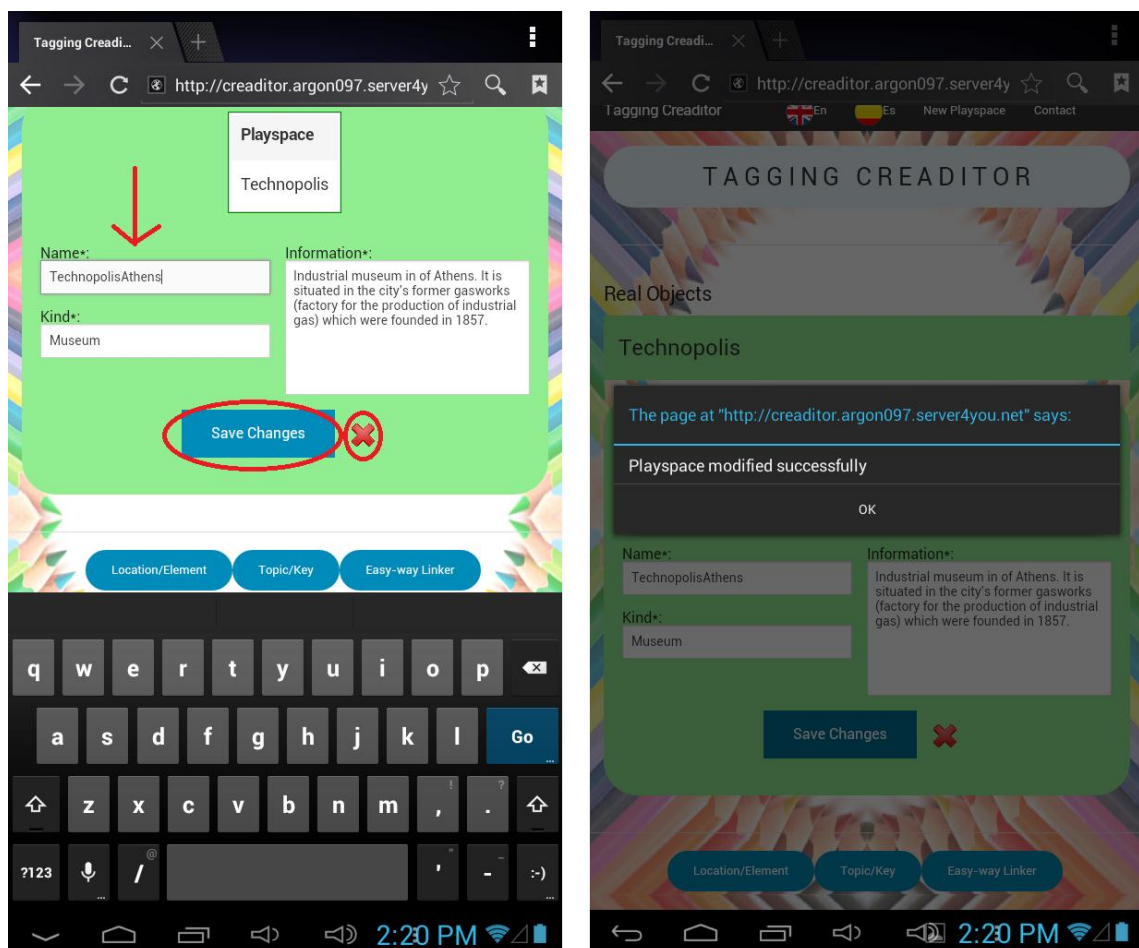 Tagging Creadi...
http://creaditor.argon097.server4y
Playspace
Technopolis
Name*:
TechnopolisAthens
Kind*:
Museum
Information*:
Industrial museum in of Athens. It is
situated in the city's former gasworks
(factory for the production of industrial
gas) which were founded in 1857.
Save Changes
Location/Element
Topic/Key
Easy-way Linker
q w e r t y u i o p
a s d f g h j k l Go
...
! ?
z x c v b n m , .
@ " _
?123 / ' - :-)
... ...
2:20 PM
Tagging Creadi...
http://creaditor.argon097.server4y
Tagging Creaditor En Es New Playspace Contact
TAGGING CREADITOR
Real Objects
Technopolis
The page at "http://creaditor.argon097.server4you.net" says:
Playspace modified successfully
OK
Name*:
TechnopolisAthens
Kind*:
Museum
Information*:
Industrial museum in of Athens. It is
situated in the city's former gasworks
(factory for the production of industrial
gas) which were founded in 1857.
Save Changes
Location/Element
Topic/Key
Easy-way Linker
2:20 PM